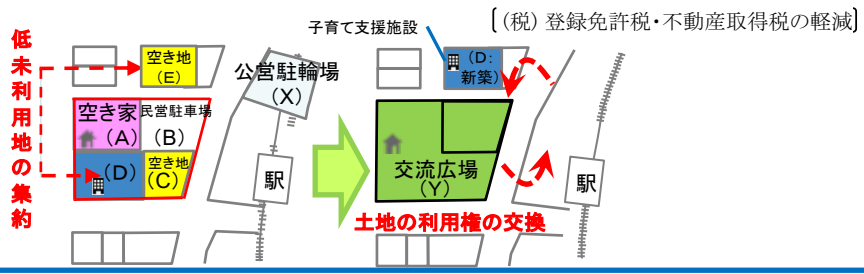 〔(税) 登録免許税・不動産取得税の軽減〕
子育て支援施設
低未利用地の集約
空き地
(E)
公営駐輪場
(X)
空き家
(A)
民営駐車場
(B)
(D)
空き地
(C)
駅
(D:
新築)
交流広場
(Y)
駅
土地の利用権の交換